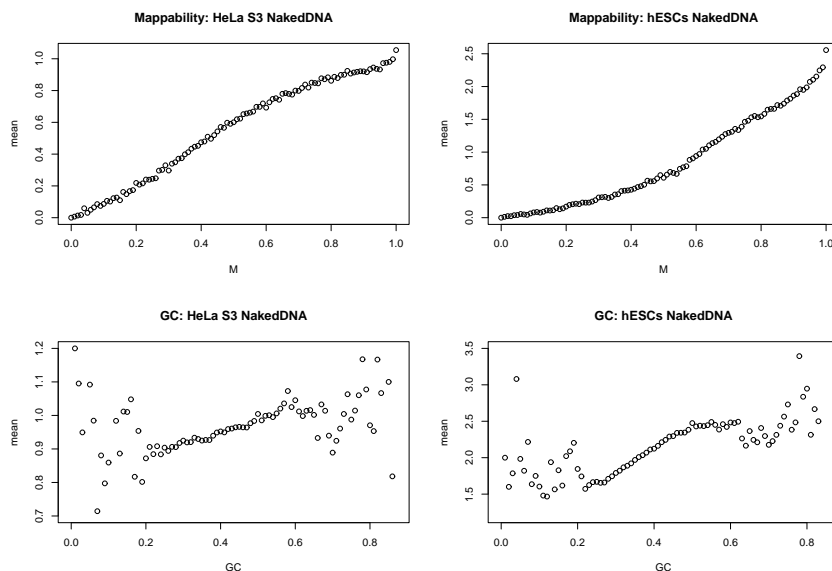 Mappability: HeLa S3 NakedDNA
mean
0.0 0.2 0.4 0.6 0.8 1.0
0.0 0.2 0.4 0.6 0.8 1.0
M
Mappability: hESCs NakedDNA
mean
0.0 0.5 1.0 1.5 2.0 2.5
0.0 0.2 0.4 0.6 0.8 1.0
M
GC: HeLa S3 NakedDNA
mean
0.7 0.8 0.9 1.0 1.1 1.2
0.0 0.2 0.4 0.6 0.8
GC
GC: hESCs NakedDNA
mean
1.5 2.0 2.5 3.0 3.5
0.0 0.2 0.4 0.6 0.8
GC